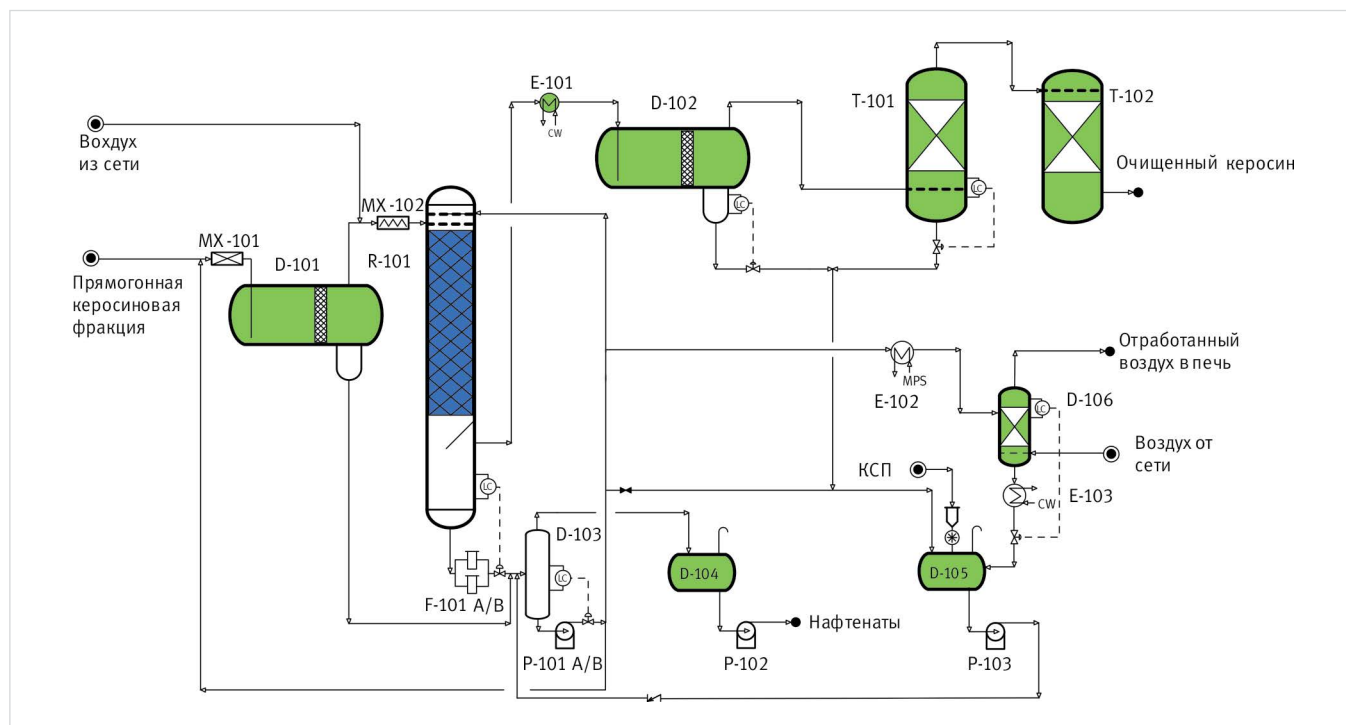 E-101
D-102
T-101
T-102
CW
LC
LC
Вохдух
из сети
Очищенный керосин
MX-102
MX-101
D-101
R-101
Прямогонная
керосиновая
фракция
Отработанный
воздух в печь
MPS
E-102
LC
D-106
Воздух от
сети
КСП
E-103
CW
LC
D-103
LC
D-104
D-105
F-101 A/B
Нафтенаты
P-101 A/B
P-102
P-103